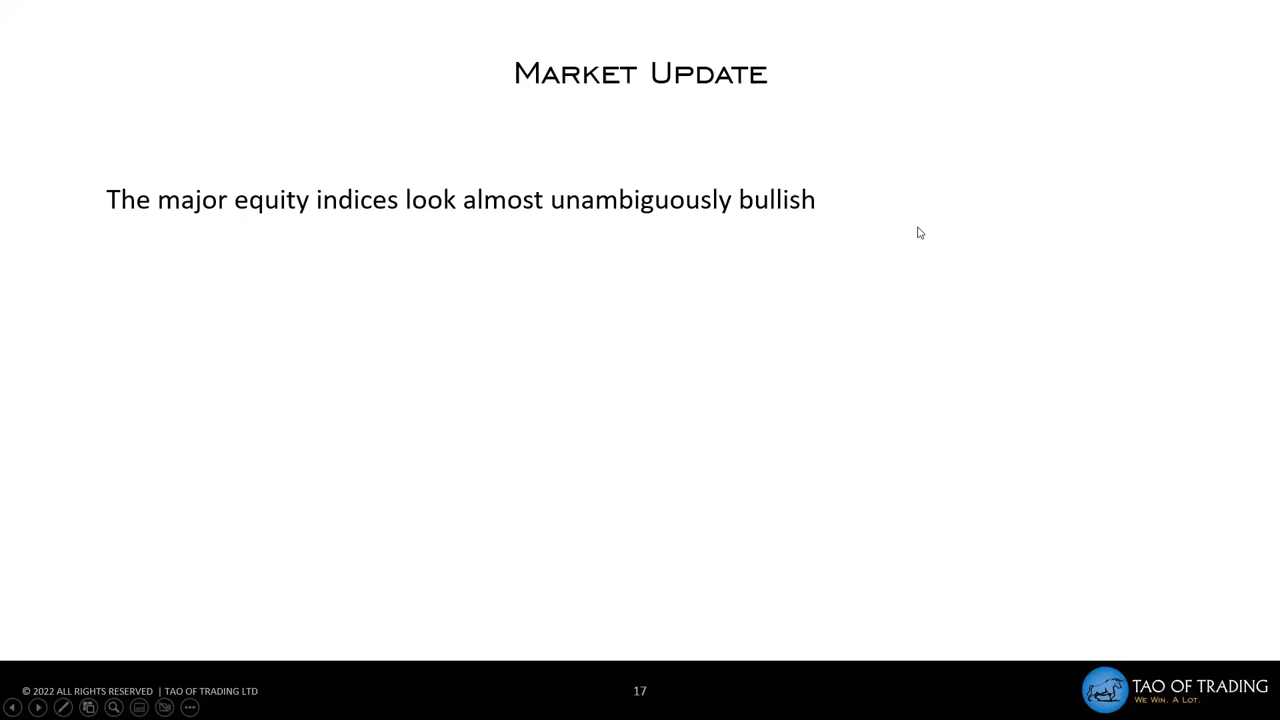 Market Update
The major equity indices look almost unambiguously bullish
© 2022 ALL RIGHTS RESERVED | TAO OF TRADING LTD
17
TAO OF TRADING
We Win. A Lot.